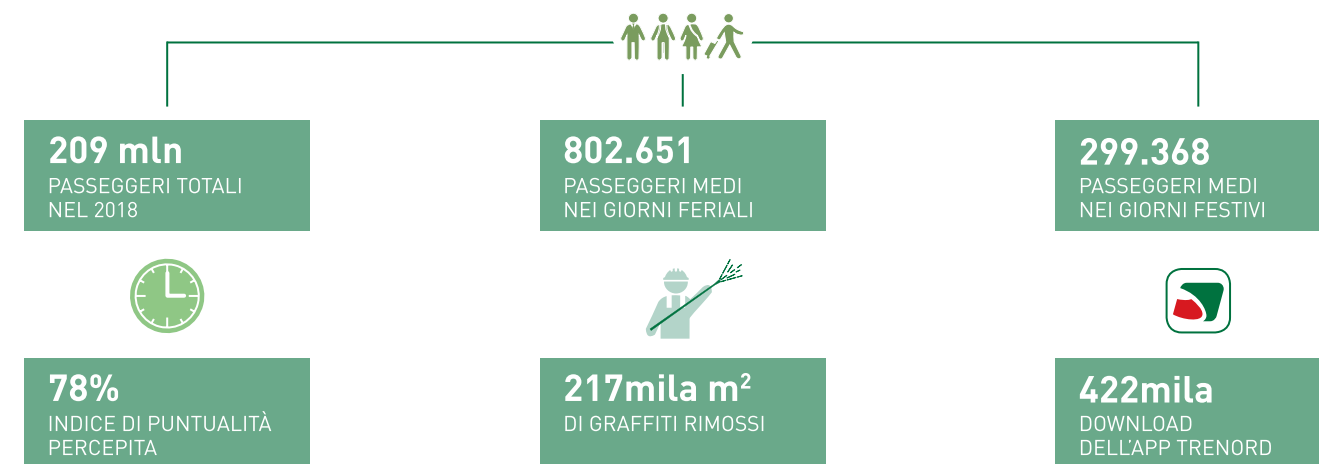 209 mln
PASSEGGERI TOTALI
NEL 2018
802.651
PASSEGGERI MEDI
NEI GIORNI FERIALI
299.368
PASSEGGERI MEDI
NEI GIORNI FESTIVI
78%
INDICE DI PUNTUALITÀ
PERCEPITA
217mila m²
DI GRAFFITI RIMOSSI
422mila
DOWNLOAD
DELL'APP TRENORD